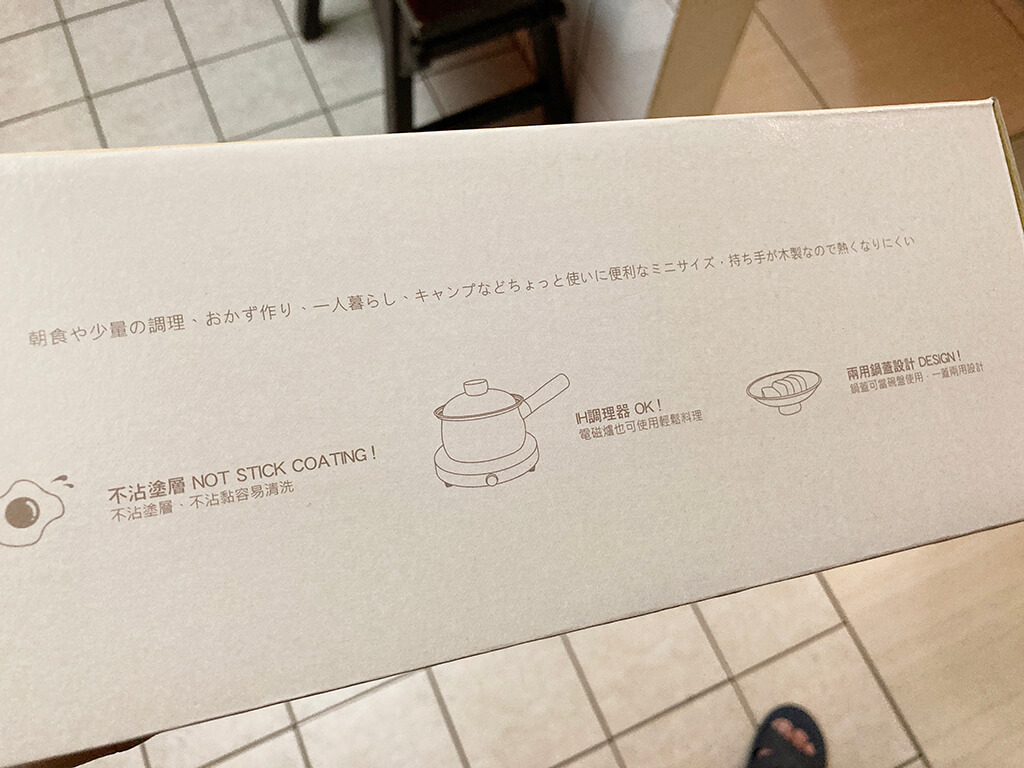 朝食や少量の調理、おかず作り、一人暮らし、キャンプなどちょっと使いに便利なミニサイズ・持ち手が木製なので熱くなりにくい
不沾塗層 NOT STICK COATING!
不沾塗層、不沾黏容易清洗
IH調理器 OK!
電磁爐也可使用輕鬆料理
兩用鍋蓋設計 DESIGN!
鍋蓋可當碗盤使用·一蓋兩用設計